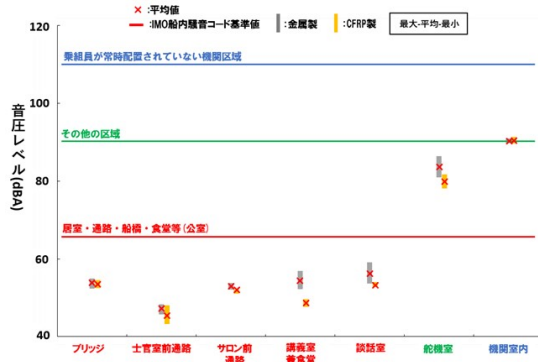 ×:平均値
:IMO船内騒音コード基準値
:金属製
:CFRP製
最大-平均-最小
音圧レベル(dBA)
120
100
80
60
40
乗組員が常時配置されていない機関区域
その他の区域
居室・通路・船橋・食堂等(公室)
ブリッジ
士官室前通路
サロン前
通路
講義室
兼食堂
談話室
舵機室
機関室内